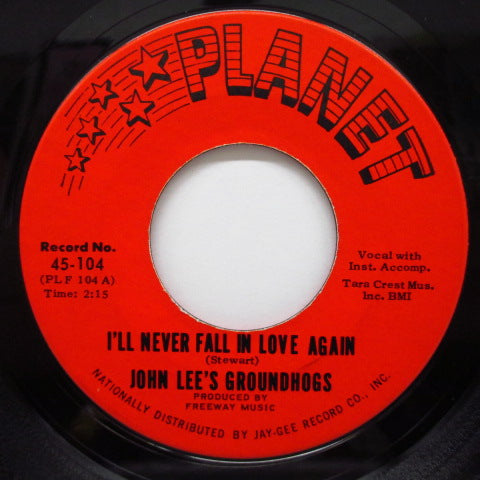 PLANET
Record No.
45-104
(PLF 104 A)
Time: 2:15
Vocal with
Inst. Accomp.
Tara Crest Mus.
Inc. BMI
I'LL NEVER FALL IN LOVE AGAIN
(Stewart)
JOHN LEE'S GROUNDHOGS
PRODUCED BY
FREEWAY MUSIC
NATIONALLY DISTRIBUTED BY JAY-GEE RECORD CO., INC.